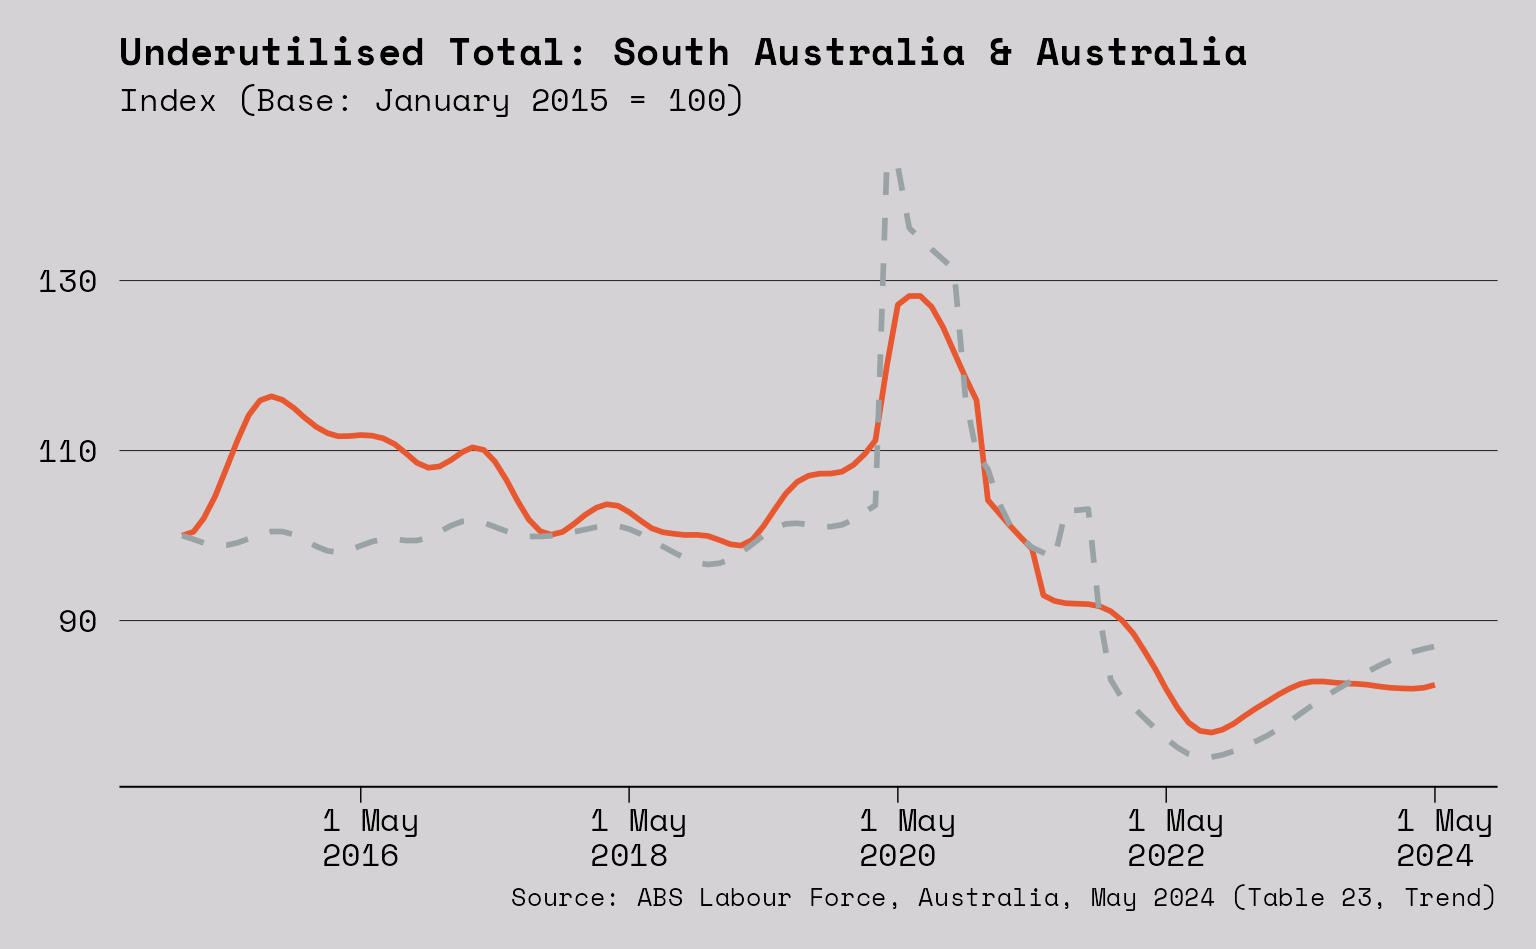 Underutilised Total: South Australia & Australia
Index (Base: January 2015 = 100)
130
110
90
1 May
2016
1 May
2018
1 May
2020
1 May
2022
1 May
2024
Source: ABS Labour Force, Australia, May 2024 (Table 23, Trend)